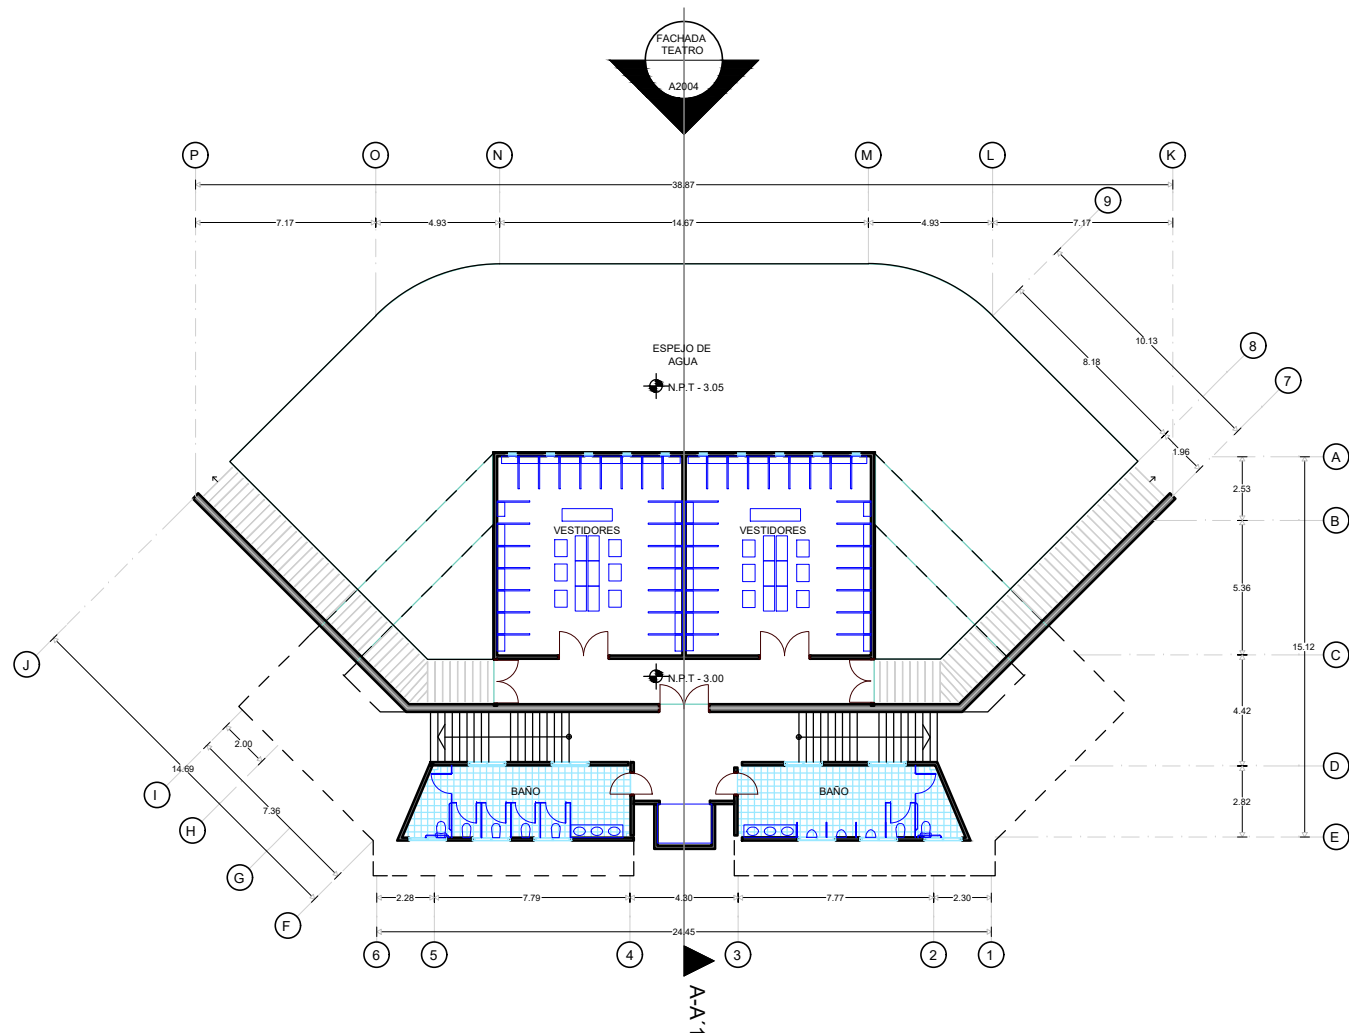 FACHADA
TEATRO
A2004
P
O
N
M
L
K
38.87
7.17
4.93
14.67
4.93
7.17
9
8
7
10.13
8.18
1.96
ESPEJO DE
AGUA
N.P.T - 3.05
A
2.53
B
VESTIDORES
VESTIDORES
5.36
15.12
C
J
N.P.T - 3.00
4.42
2.00
14.69
D
I
7.36
BAÑO
BAÑO
2.82
H
E
G
F
2.28
7.79
4.30
7.77
2.30
24.45
6
5
4
3
2
1
A-A´1